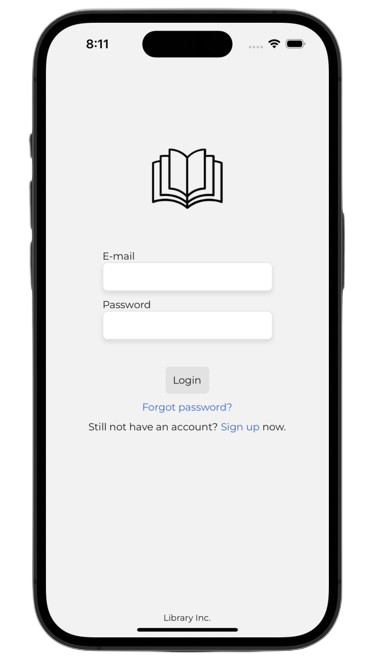 8:11
E-mail
Password
Login
Forgot password?
Still not have an account? Sign up now.
Library Inc.